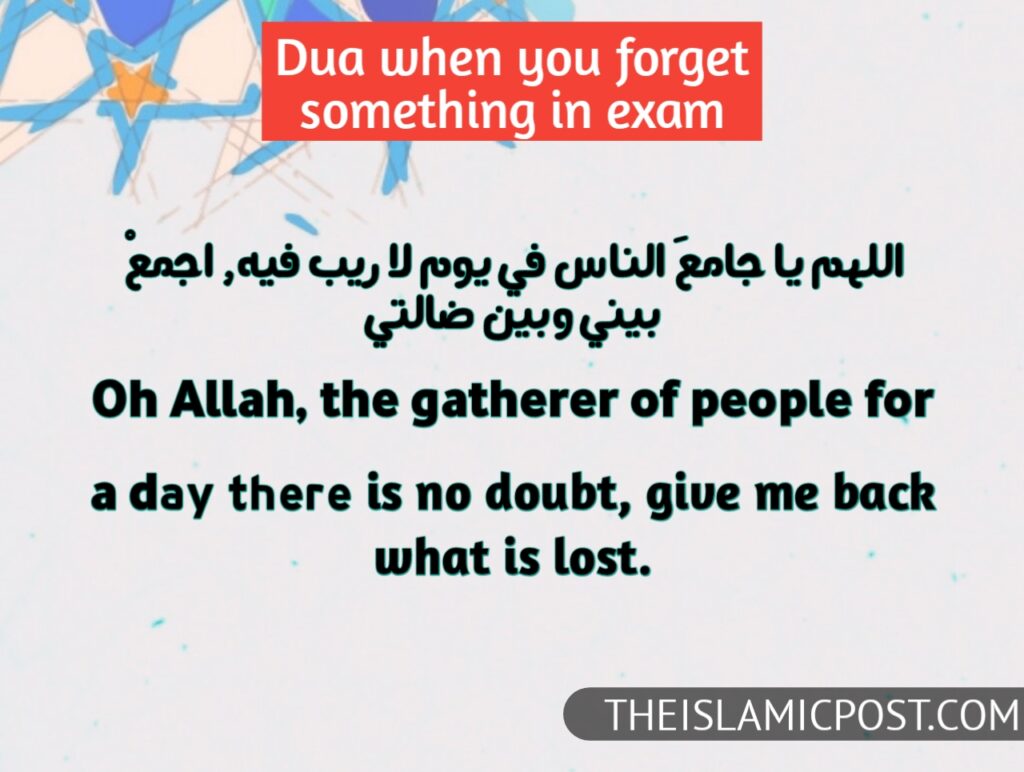 Dua when you forget
something in exam
اللهم يا جامعَ الناس في يوم لا ريب فيه, اجمعْ
بيني وبين ضالتي
Oh Allah, the gatherer of people for
a day there is no doubt, give me back
what is lost.
THEISLAMICPOST.COM